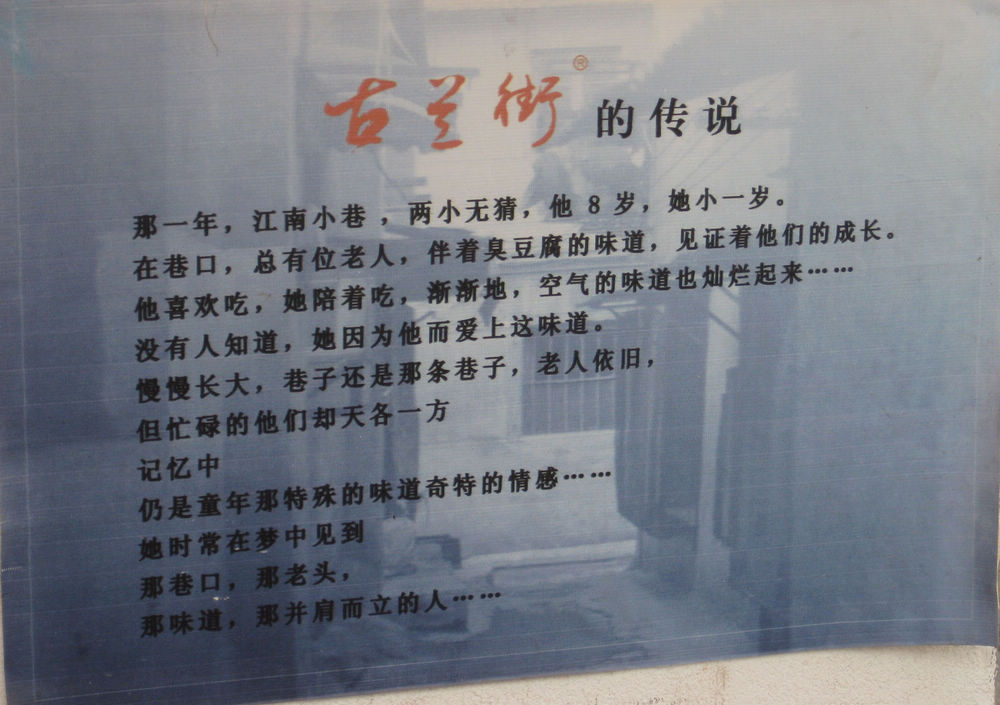 古兰街® 的传说
那一年，江南小巷，两小无猜，他 8 岁，她小一岁。
在巷口，总有位老人，伴着臭豆腐的味道，见证着他们的成长。
他喜欢吃，她陪着吃，渐渐地，空气的味道也灿烂起来……
没有人知道，她因为他而爱上这味道。
慢慢长大，巷子还是那条巷子，老人依旧，
但忙碌的他们却天各一方
记忆中
仍是童年那特殊的味道奇特的情感……
她时常在梦中见到
那巷口，那老头，
那味道，那并肩而立的人……